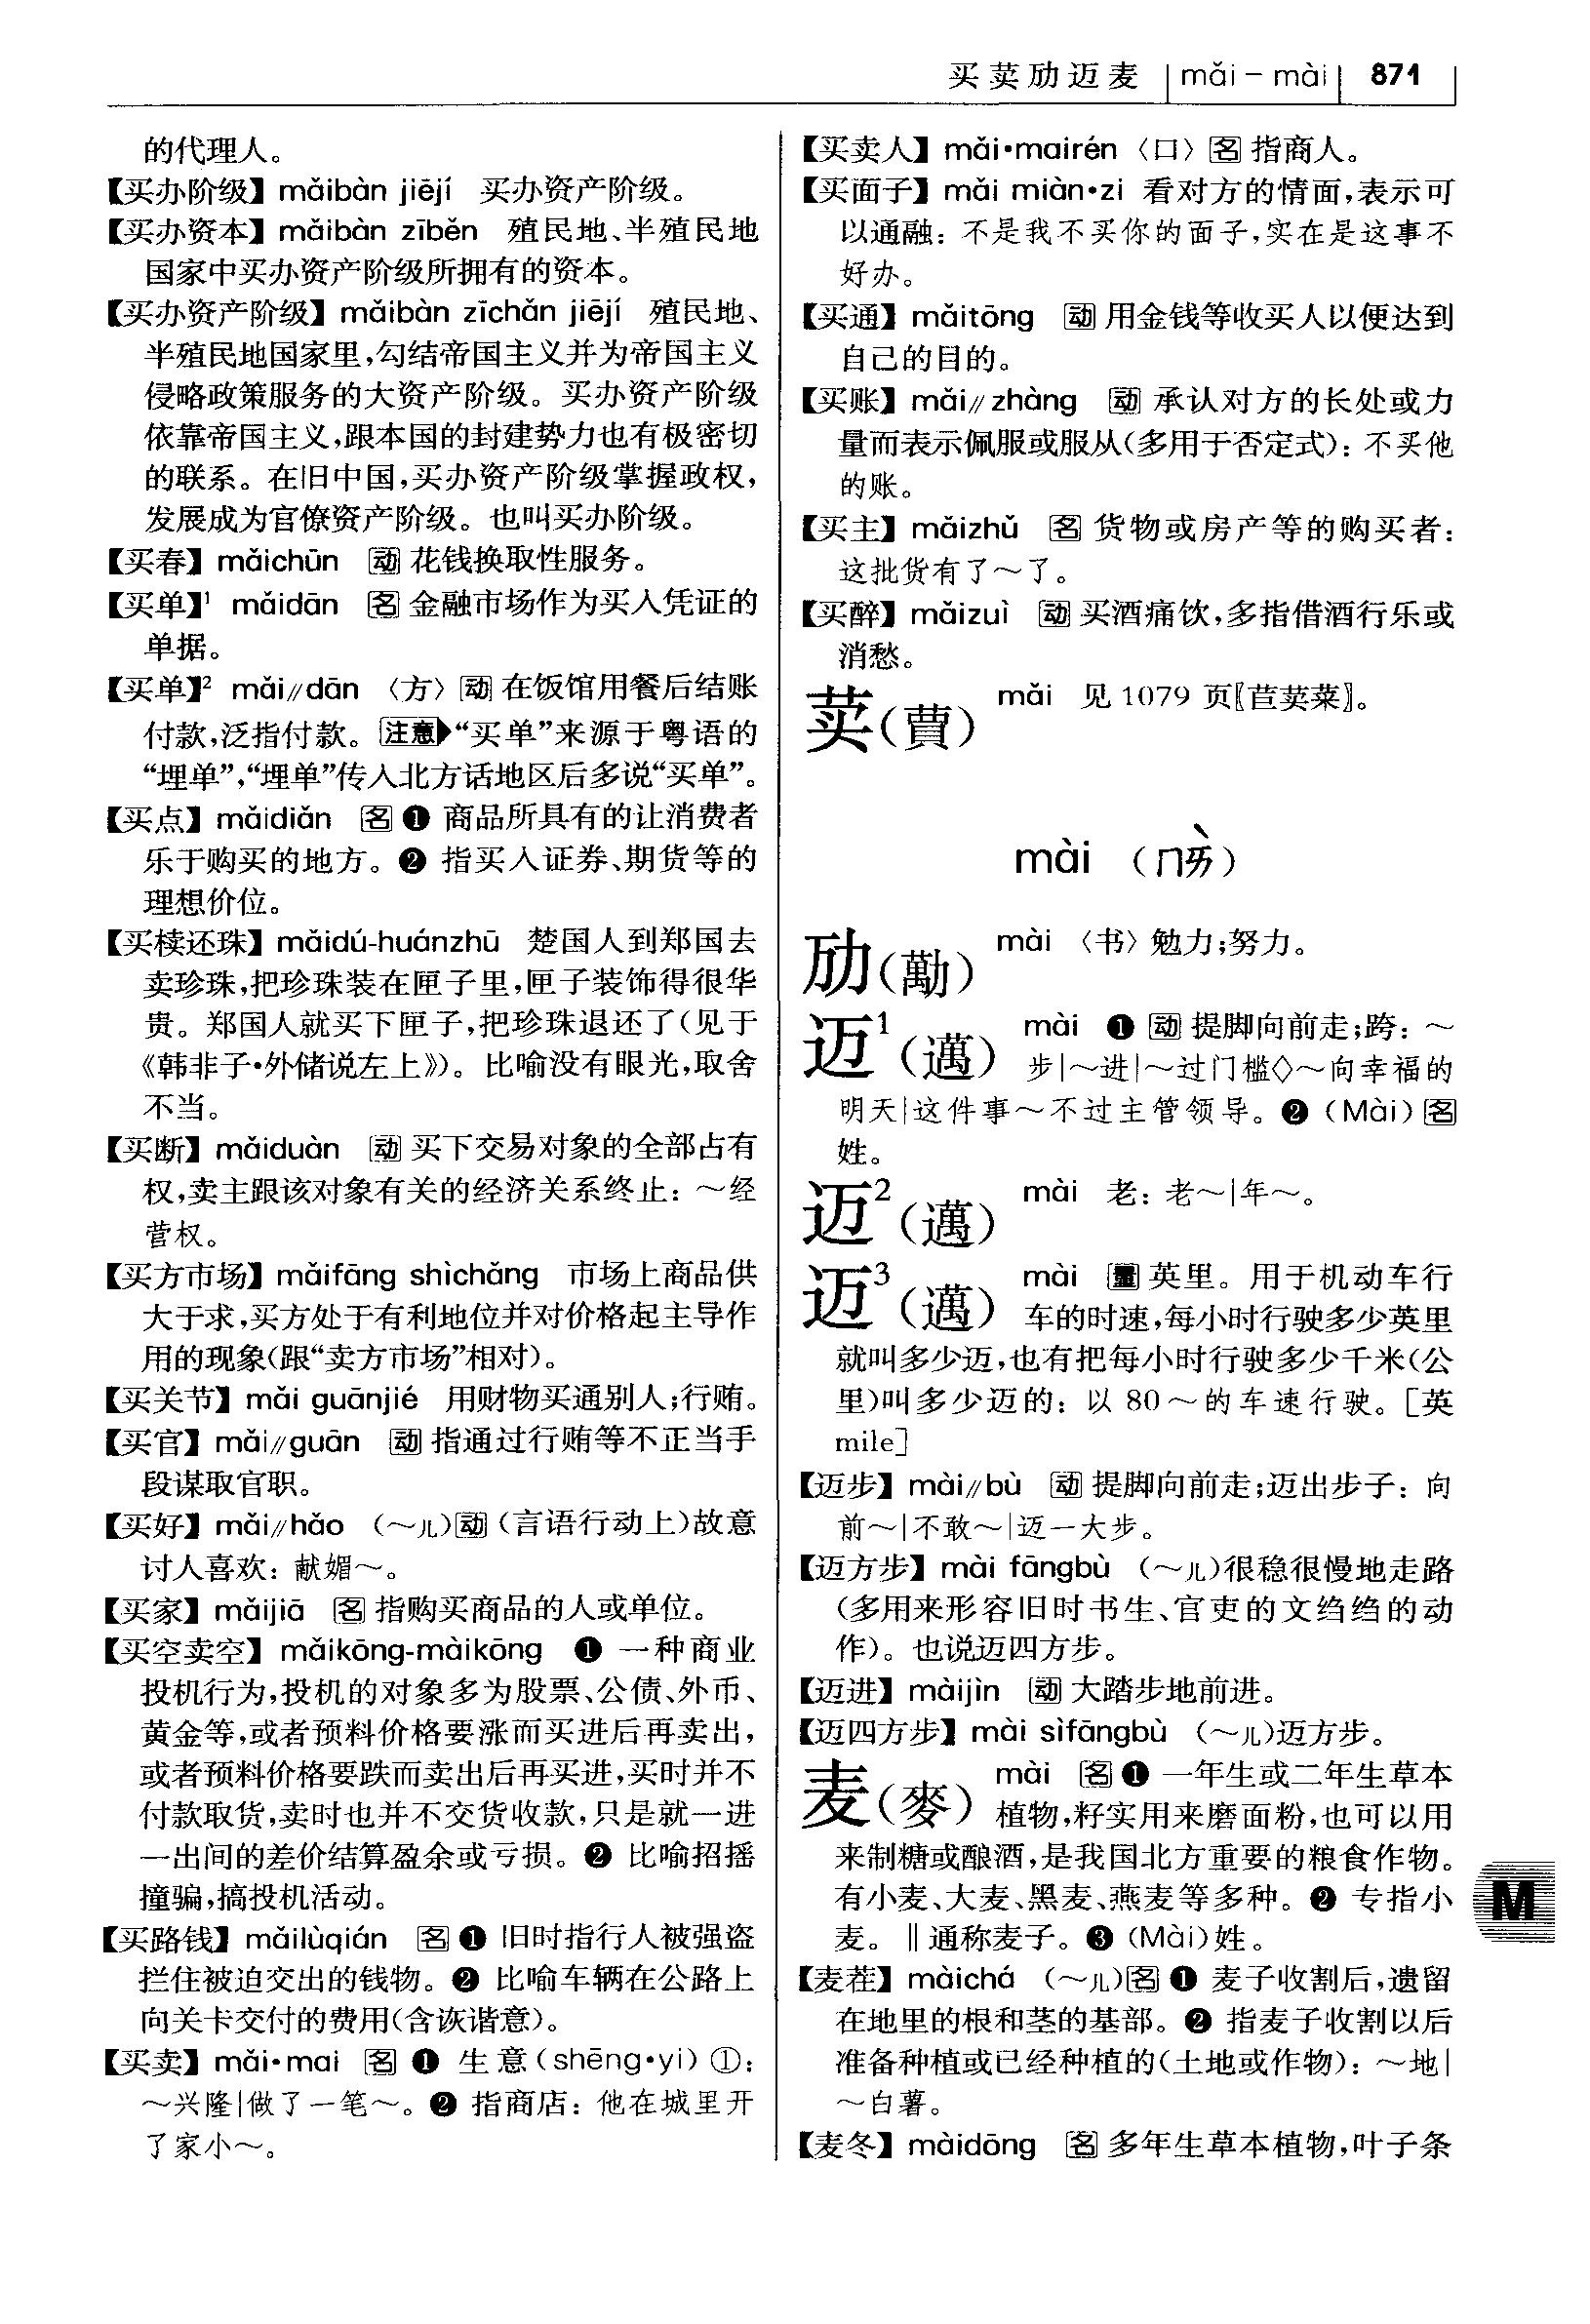 买荬劢迈麦 | mǎi－mài | 871
的代理人。
【买办阶级】 mǎibàn jiējí 买办资产阶级。
【买办资本】 mǎibàn zīběn 殖民地、半殖民地
国家中买办资产阶级所拥有的资本。
【买办资产阶级】 mǎibàn zīchǎn jiējí 殖民地、
半殖民地国家里，勾结帝国主义并为帝国主义
侵略政策服务的大资产阶级。买办资产阶级
依靠帝国主义，跟本国的封建势力也有极密切
的联系。在旧中国，买办资产阶级掌握政权，
发展成为官僚资产阶级。也叫买办阶级。
【买春】 mǎichūn 动 花钱换取性服务。
【买单】¹ mǎidān 名 金融市场作为买入凭证的
单据。
【买单】² mǎi∥dān 〈方〉 动 在饭馆用餐后结账
付款，泛指付款。 注意▶“买单”来源于粤语的
“埋单”，“埋单”传入北方话地区后多说“买单”。
【买点】 mǎidiǎn 名 ❶ 商品所具有的让消费者
乐于购买的地方。❷ 指买入证券、期货等的
理想价位。
【买椟还珠】 mǎidú-huánzhū 楚国人到郑国去
卖珍珠，把珍珠装在匣子里，匣子装饰得很华
贵。郑国人就买下匣子，把珍珠退还了（见于
《韩非子·外储说左上》）。比喻没有眼光，取舍
不当。
【买断】 mǎiduàn 动 买下交易对象的全部占有
权，卖主跟该对象有关的经济关系终止：～经
营权。
【买方市场】 mǎifāng shìchǎng 市场上商品供
大于求，买方处于有利地位并对价格起主导作
用的现象（跟“卖方市场”相对）。
【买关节】 mǎi guānjié 用财物买通别人；行贿。
【买官】 mǎi∥guān 动 指通过行贿等不正当手
段谋取官职。
【买好】 mǎi∥hǎo （～儿） 动 （言语行动上）故意
讨人喜欢：献媚～。
【买家】 mǎijiā 名 指购买商品的人或单位。
【买空卖空】 mǎikōng-màikōng ❶ 一种商业
投机行为，投机的对象多为股票、公债、外币、
黄金等，或者预料价格要涨而买进后再卖出，
或者预料价格要跌而卖出后再买进，买时并不
付款取货，卖时也并不交货收款，只是就一进
一出间的差价结算盈余或亏损。❷ 比喻招摇
撞骗，搞投机活动。
【买路钱】 mǎilùqián 名 ❶ 旧时指行人被强盗
拦住被迫交出的钱物。❷ 比喻车辆在公路上
向关卡交付的费用（含诙谐意）。
【买卖】 mǎi·mai 名 ❶ 生意（shēng·yi）①：
～兴隆｜做了一笔～。❷ 指商店：他在城里开
了家小～。
【买卖人】 mǎi·mairén 〈口〉 名 指商人。
【买面子】 mǎi miàn·zi 看对方的情面，表示可
以通融：不是我不买你的面子，实在是这事不
好办。
【买通】 mǎitōng 动 用金钱等收买人以便达到
自己的目的。
【买账】 mǎi∥zhàng 动 承认对方的长处或力
量而表示佩服或服从（多用于否定式）：不买他
的账。
【买主】 mǎizhǔ 名 货物或房产等的购买者：
这批货有了～了。
【买醉】 mǎizuì 动 买酒痛饮，多指借酒行乐或
消愁。
荬（蕒） mǎi 见 1079 页〖苣荬菜〗。
mài （ㄇㄞˋ）
劢（勱） mài 〈书〉 勉力；努力。
迈¹（邁） mài ❶ 动 提脚向前走；跨：～
步｜～进｜～过门槛◇～向幸福的
明天｜这件事～不过主管领导。❷（Mài） 名
姓。
迈²（邁） mài 老：老～｜年～。
迈³（邁） mài 量 英里。用于机动车行
车的时速，每小时行驶多少英里
就叫多少迈，也有把每小时行驶多少千米（公
里）叫多少迈的：以 80～的车速行驶。［英
mile］
【迈步】 mài∥bù 动 提脚向前走；迈出步子：向
前～｜不敢～｜迈一大步。
【迈方步】 mài fāngbù （～儿）很稳很慢地走路
（多用来形容旧时书生、官吏的文绉绉的动
作）。也说迈四方步。
【迈进】 màijìn 动 大踏步地前进。
【迈四方步】 mài sìfāngbù （～儿）迈方步。
麦（麥） mài 名 ❶ 一年生或二年生草本
植物，籽实用来磨面粉，也可以用
来制糖或酿酒，是我国北方重要的粮食作物。
有小麦、大麦、黑麦、燕麦等多种。❷ 专指小
麦。‖通称麦子。❸（Mài）姓。
【麦茬】 màichá （～儿） 名 ❶ 麦子收割后，遗留
在地里的根和茎的基部。❷ 指麦子收割以后
准备种植或已经种植的（土地或作物）：～地｜
～白薯。
【麦冬】 màidōng 名 多年生草本植物，叶子条
M